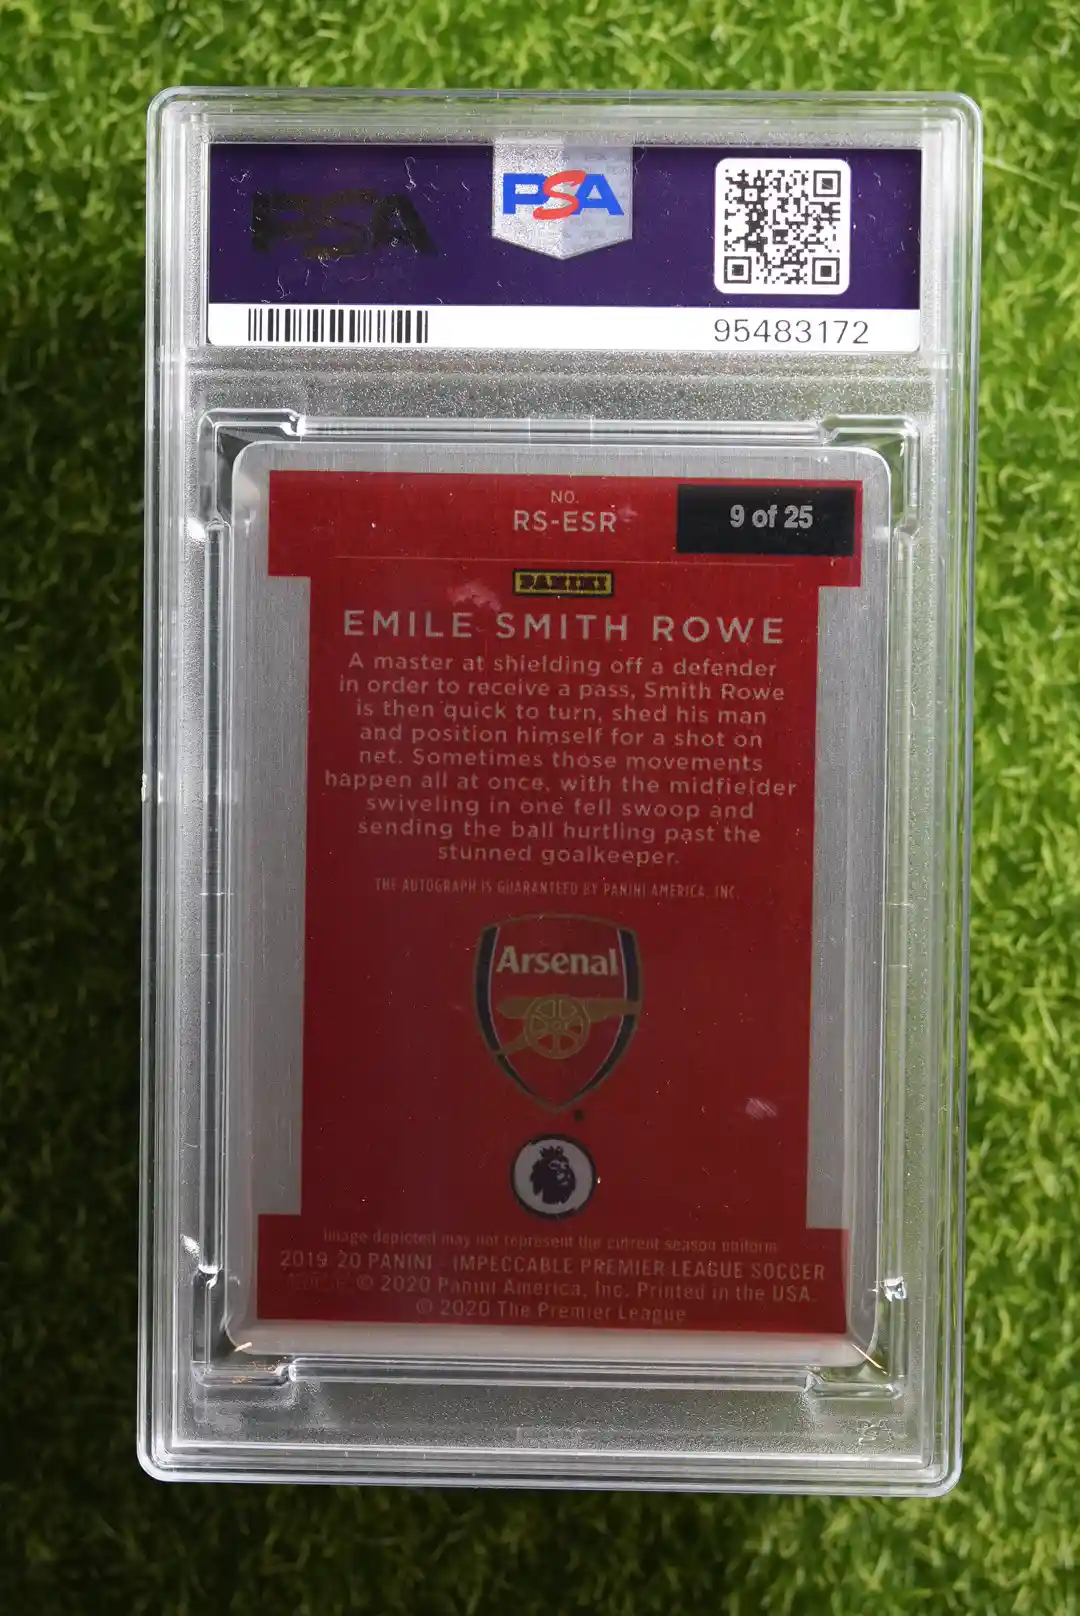 PSA
PSA
95483172
NO.
RS-ESR
9 of 25
PANINI
EMILE SMITH ROWE
A master at shielding off a defender
in order to receive a pass, Smith Rowe
is then quick to turn, shed his man
and position himself for a shot on
net. Sometimes those movements
happen all at once, with the midfielder
swiveling in one fell swoop and
sending the ball hurtling past the
stunned goalkeeper.
THE AUTOGRAPH IS GUARANTEED BY PANINI AMERICA, INC.
Arsenal
Image depicted may not represent the current season uniform
2019-20 PANINI - IMPECCABLE PREMIER LEAGUE SOCCER
© 2020 Panini America, Inc. Printed in the USA.
© 2020 The Premier League